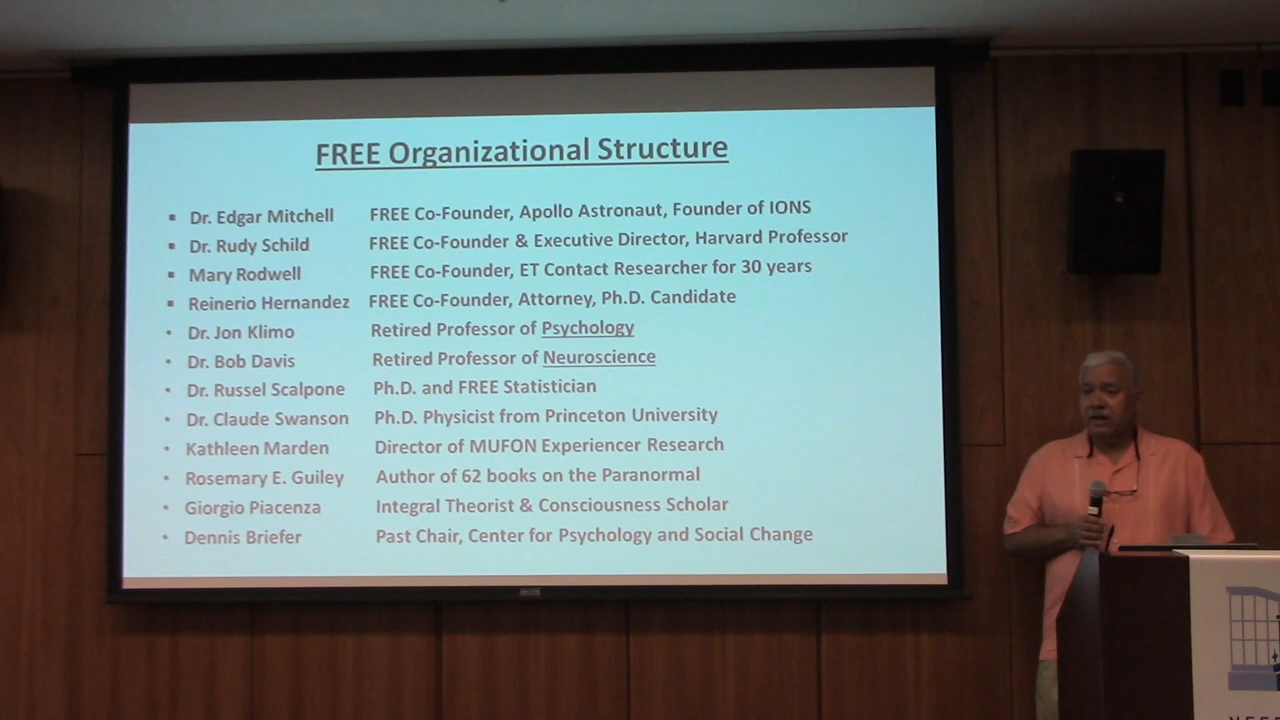 FREE Organizational Structure
▪ Dr. Edgar Mitchell FREE Co-Founder, Apollo Astronaut, Founder of IONS
▪ Dr. Rudy Schild FREE Co-Founder & Executive Director, Harvard Professor
▪ Mary Rodwell FREE Co-Founder, ET Contact Researcher for 30 years
▪ Reinerio Hernandez FREE Co-Founder, Attorney, Ph.D. Candidate
• Dr. Jon Klimo Retired Professor of Psychology
• Dr. Bob Davis Retired Professor of Neuroscience
• Dr. Russel Scalpone Ph.D. and FREE Statistician
• Dr. Claude Swanson Ph.D. Physicist from Princeton University
• Kathleen Marden Director of MUFON Experiencer Research
• Rosemary E. Guiley Author of 62 books on the Paranormal
• Giorgio Piacenza Integral Theorist & Consciousness Scholar
• Dennis Briefer Past Chair, Center for Psychology and Social Change